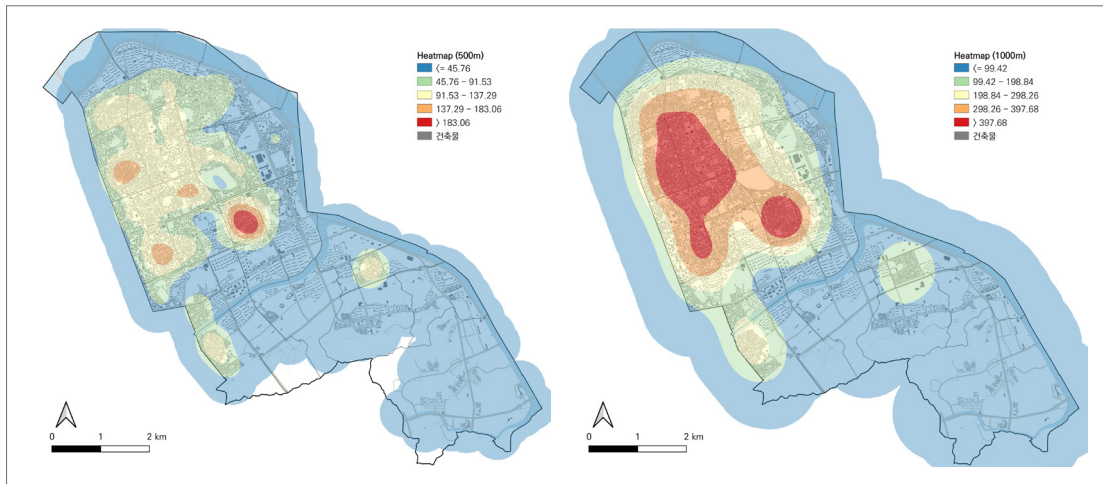 Heatmap (500m)
<= 45.76
45.76 - 91.53
91.53 - 137.29
137.29 - 183.06
> 183.06
건축물
0 1 2 km
Heatmap (1000m)
<= 99.42
99.42 - 198.84
198.84 - 298.26
298.26 - 397.68
> 397.68
건축물
0 1 2 km